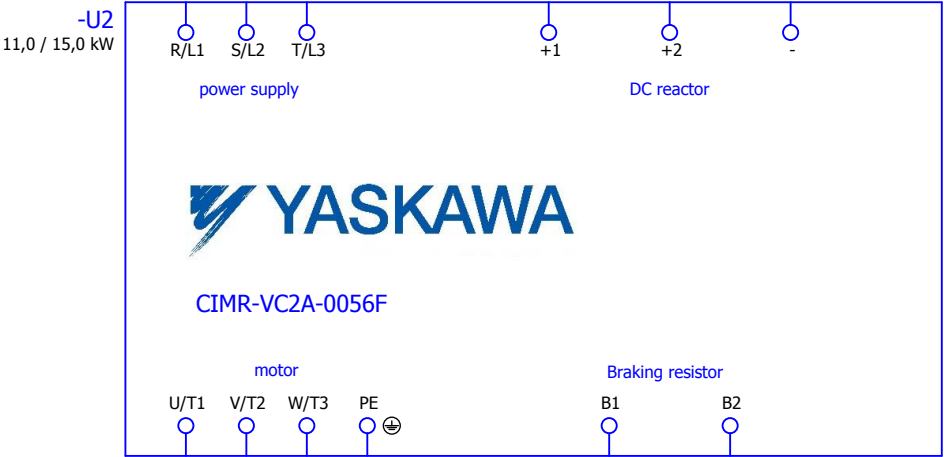 -U2
11,0 / 15,0 kW
R/L1 S/L2 T/L3 +1 +2 -
power supply DC reactor
YASKAWA
CIMR-VC2A-0056F
motor Braking resistor
U/T1 V/T2 W/T3 PE B1 B2